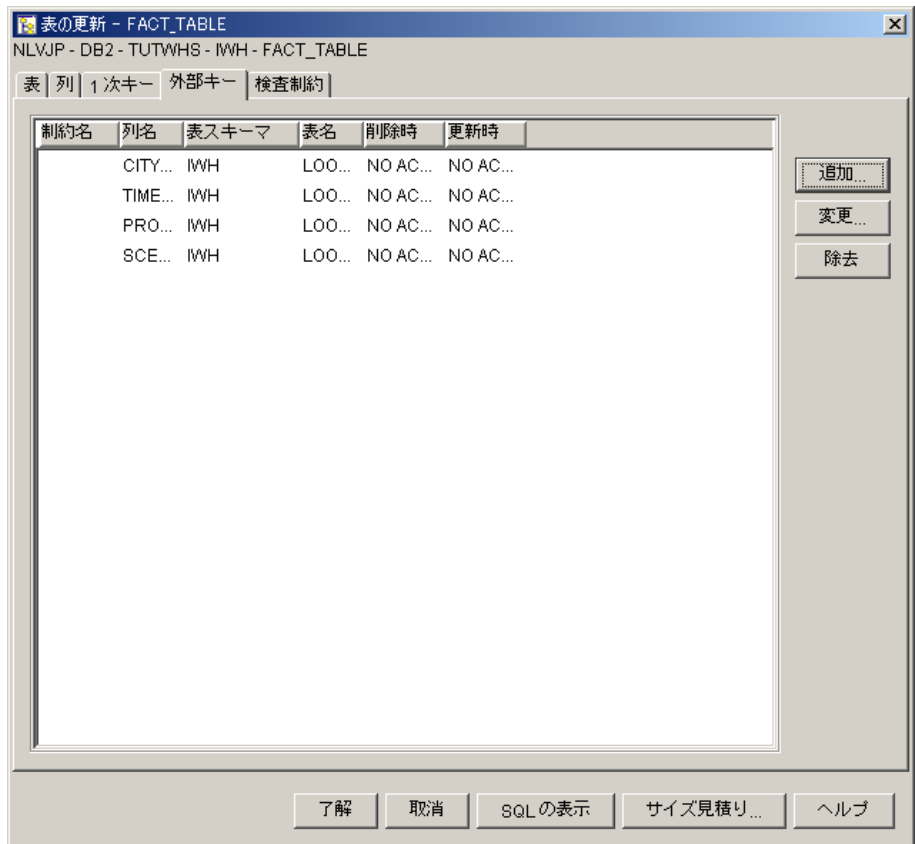 表の更新 - FACT_TABLE
NLVJP - DB2 - TUTWHS - IWH - FACT_TABLE
表 列 1 次キー 外部キー 検査制約
制約名 列名 表スキーマ 表名 削除時 更新時
CITY... IWH LOO... NO AC... NO AC...
TIME... IWH LOO... NO AC... NO AC...
PRO... IWH LOO... NO AC... NO AC...
SCE... IWH LOO... NO AC... NO AC...
追加...
変更...
除去
了解 取消 SQLの表示 サイズ見積り... ヘルプ